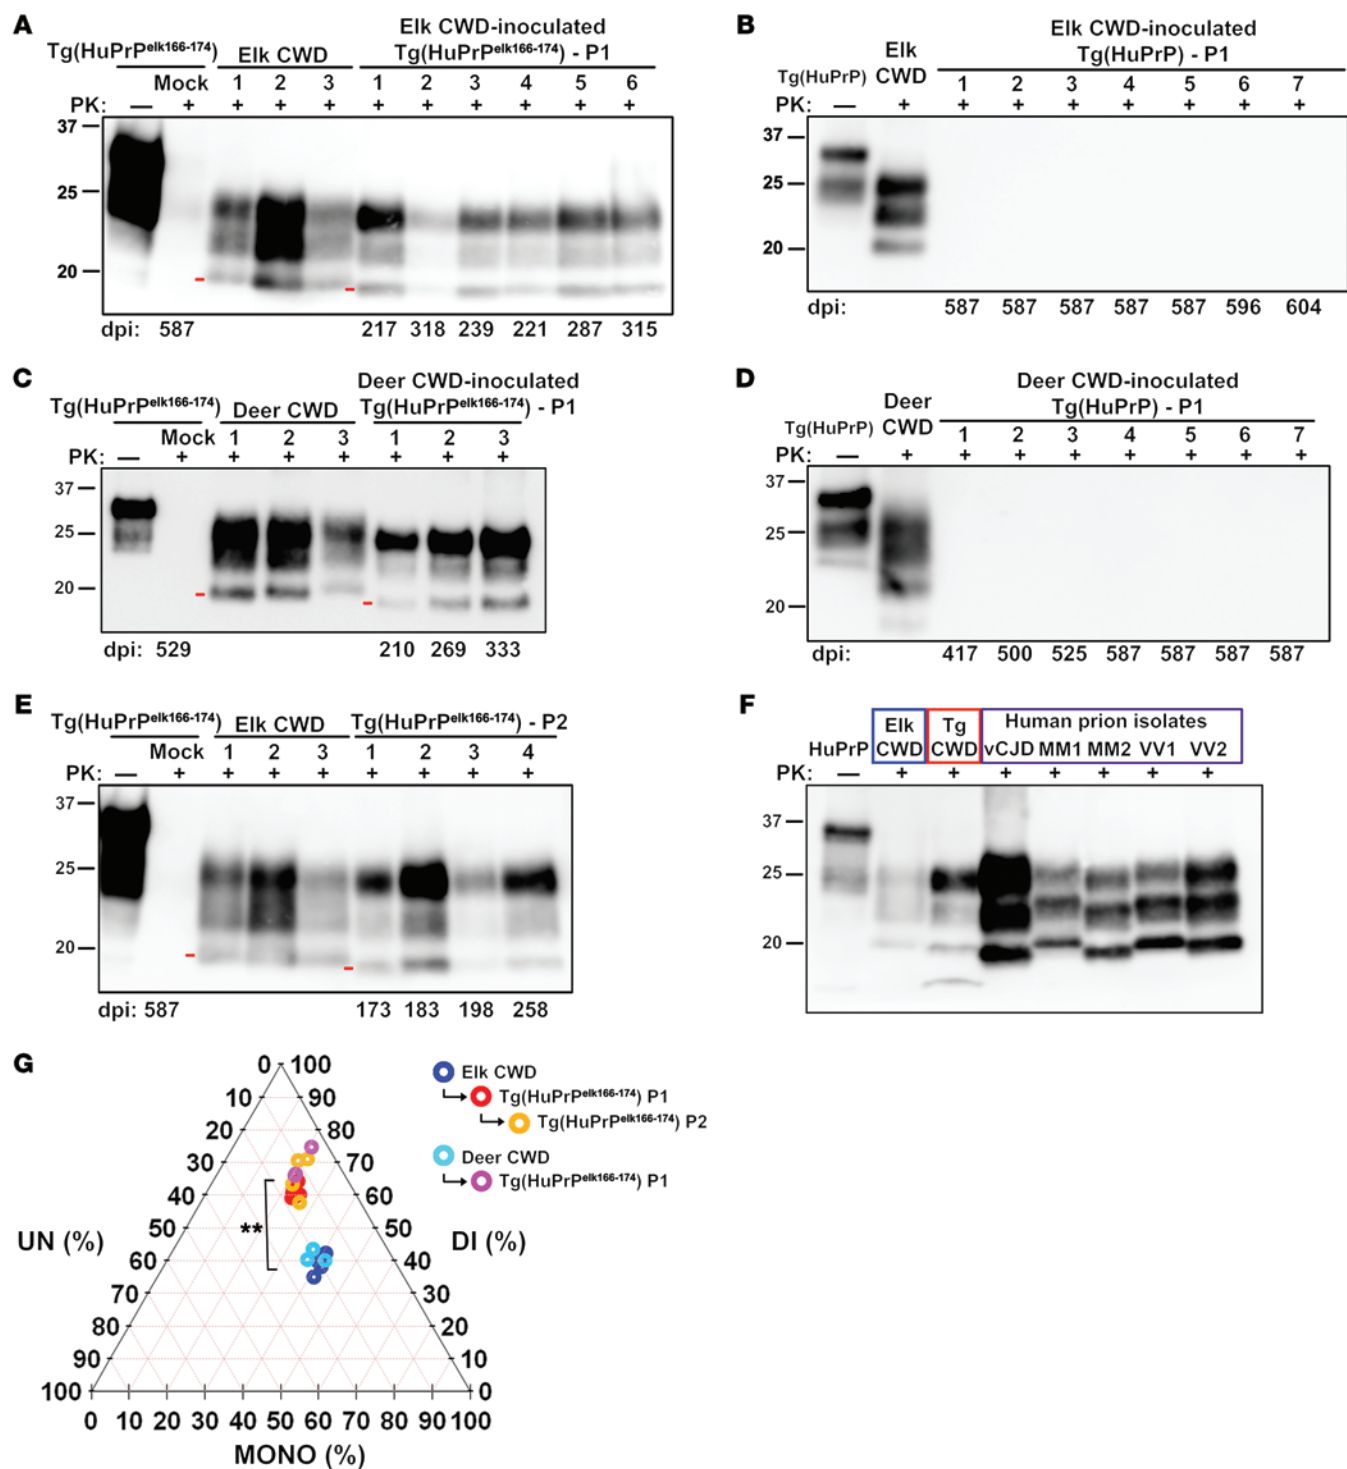 A
Tg(HuPrPelk166-174)
Elk CWD
Elk CWD-inoculated
Tg(HuPrPelk166-174) - P1
Mock 1 2 3 1 2 3 4 5 6
PK: — + + + + + + + + + +
37
25
20
dpi: 587 217 318 239 221 287 315
B
Tg(HuPrP)
Elk
CWD
Elk CWD-inoculated
Tg(HuPrP) - P1
1 2 3 4 5 6 7
PK: — + + + + + + + +
37
25
20
dpi: 587 587 587 587 587 596 604
C
Tg(HuPrPelk166-174)
Deer CWD
Deer CWD-inoculated
Tg(HuPrPelk166-174) - P1
Mock 1 2 3 1 2 3
PK: — + + + + + + +
37
25
20
dpi: 529 210 269 333
D
Tg(HuPrP)
Deer
CWD
Deer CWD-inoculated
Tg(HuPrP) - P1
1 2 3 4 5 6 7
PK: — + + + + + + + +
37
25
20
dpi: 417 500 525 587 587 587 587
E
Tg(HuPrPelk166-174)
Elk CWD
Tg(HuPrPelk166-174) - P2
Mock 1 2 3 1 2 3 4
PK: — + + + + + + + +
37
25
20
dpi: 587 173 183 198 258
F
HuPrP
Elk
CWD
Tg
CWD
Human prion isolates
vCJD MM1 MM2 VV1 VV2
PK: — + + + + + + +
37
25
20
G
0 100
10 90
20 80
30 70
40 60
50 50
60 40
70 30
80 20
90 10
100 0
UN (%)
DI (%)
**
0 10 20 30 40 50 60 70 80 90 100
MONO (%)
Elk CWD
Tg(HuPrPelk166-174) P1
Tg(HuPrPelk166-174) P2
Deer CWD
Tg(HuPrPelk166-174) P1